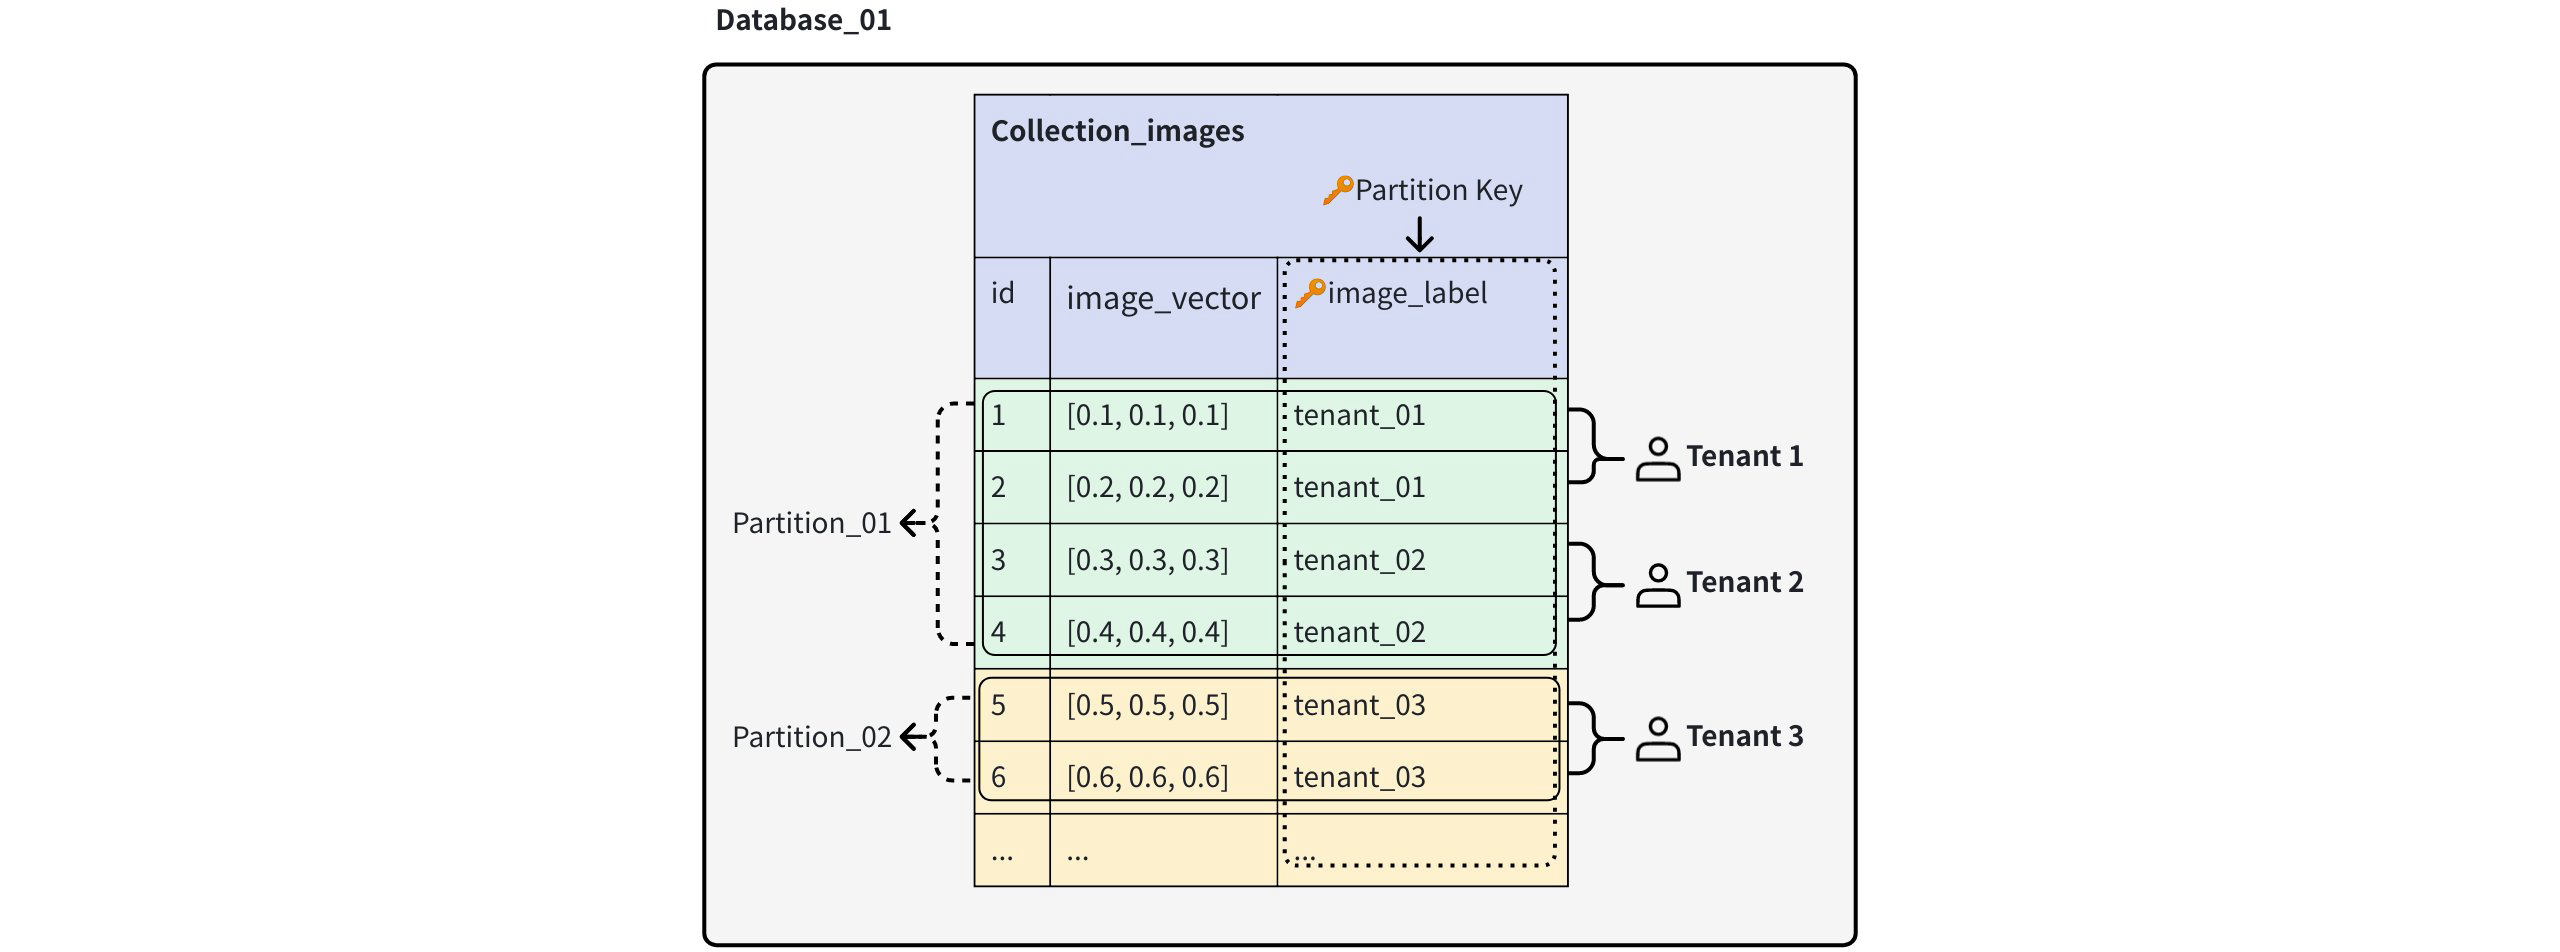 Database_01
Collection_images
Partition Key
id image_vector image_label
1 [0.1, 0.1, 0.1] tenant_01
2 [0.2, 0.2, 0.2] tenant_01
Tenant 1
Partition_01
3 [0.3, 0.3, 0.3] tenant_02
4 [0.4, 0.4, 0.4] tenant_02
Tenant 2
5 [0.5, 0.5, 0.5] tenant_03
Partition_02
6 [0.6, 0.6, 0.6] tenant_03
Tenant 3
... ... ...